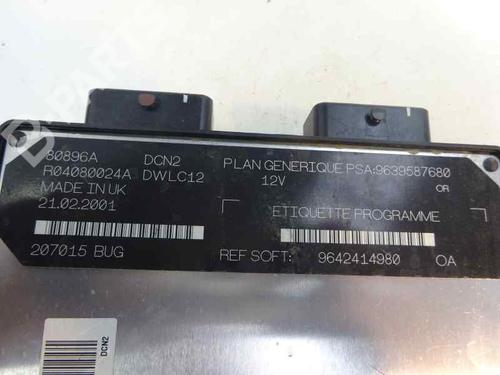 80896A DCN2 PLAN GENERIQUE PSA:9639587680
R04080024A DWLC12 12V OR
MADE IN UK
21.02.2001 ETIQUETTE PROGRAMME
207015 BUG REF SOFT: 9642414980 OA
DCN2